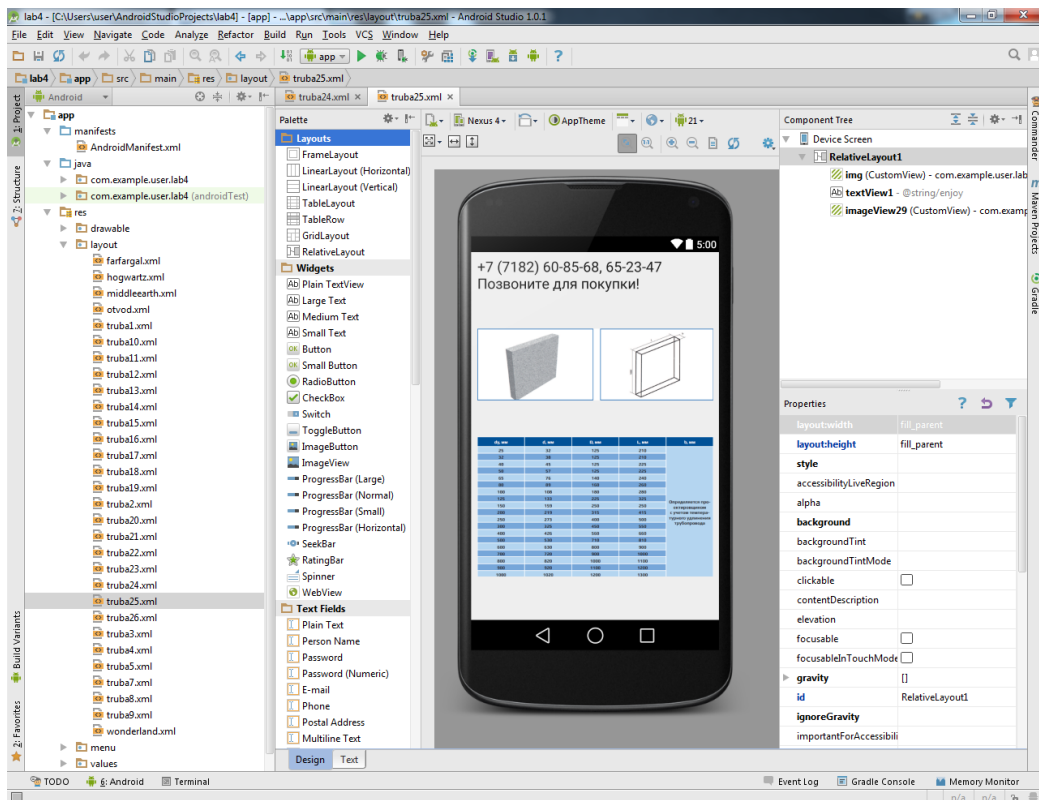 lab4 - [C:\Users\user\AndroidStudioProjects\lab4] - [app] - ...\app\src\main\res\layout\truba25.xml - Android Studio 1.0.1
File Edit View Navigate Code Analyze Refactor Build Run Tools VCS Window Help
app
lab4 app src main res layout truba25.xml
1: Project
7: Structure
Build Variants
2: Favorites
Android
app
manifests
AndroidManifest.xml
java
com.example.user.lab4
com.example.user.lab4 (androidTest)
res
drawable
layout
farfargal.xml
hogwartz.xml
middleearth.xml
otvod.xml
truba1.xml
truba10.xml
truba11.xml
truba12.xml
truba13.xml
truba14.xml
truba15.xml
truba16.xml
truba17.xml
truba18.xml
truba19.xml
truba2.xml
truba20.xml
truba21.xml
truba22.xml
truba23.xml
truba24.xml
truba25.xml
truba26.xml
truba3.xml
truba4.xml
truba5.xml
truba7.xml
truba8.xml
truba9.xml
wonderland.xml
menu
values
truba24.xml truba25.xml
Palette
Layouts
FrameLayout
LinearLayout (Horizontal)
LinearLayout (Vertical)
TableLayout
TableRow
GridLayout
RelativeLayout
Widgets
Ab Plain TextView
Ab Large Text
Ab Medium Text
Ab Small Text
OK Button
OK Small Button
RadioButton
CheckBox
Switch
ToggleButton
ImageButton
ImageView
ProgressBar (Large)
ProgressBar (Normal)
ProgressBar (Small)
ProgressBar (Horizontal)
SeekBar
RatingBar
Spinner
WebView
Text Fields
Plain Text
Person Name
Password
Password (Numeric)
E-mail
Phone
Postal Address
Multiline Text
Design Text
Nexus 4 AppTheme 21
5:00
+7 (7182) 60-85-68, 65-23-47
Позвоните для покупки!
Component Tree
Device Screen
RelativeLayout1
img (CustomView) - com.example.user.lab
Ab textView1 - @string/enjoy
imageView29 (CustomView) - com.examp
Properties
layout:width fill_parent
layout:height fill_parent
style
accessibilityLiveRegion
alpha
background
backgroundTint
backgroundTintMode
clickable
contentDescription
elevation
focusable
focusableInTouchMode
gravity []
id RelativeLayout1
ignoreGravity
importantForAccessibili
Commander
Maven Projects
Gradle
TODO 6: Android Terminal Event Log Gradle Console Memory Monitor
n/a n/a